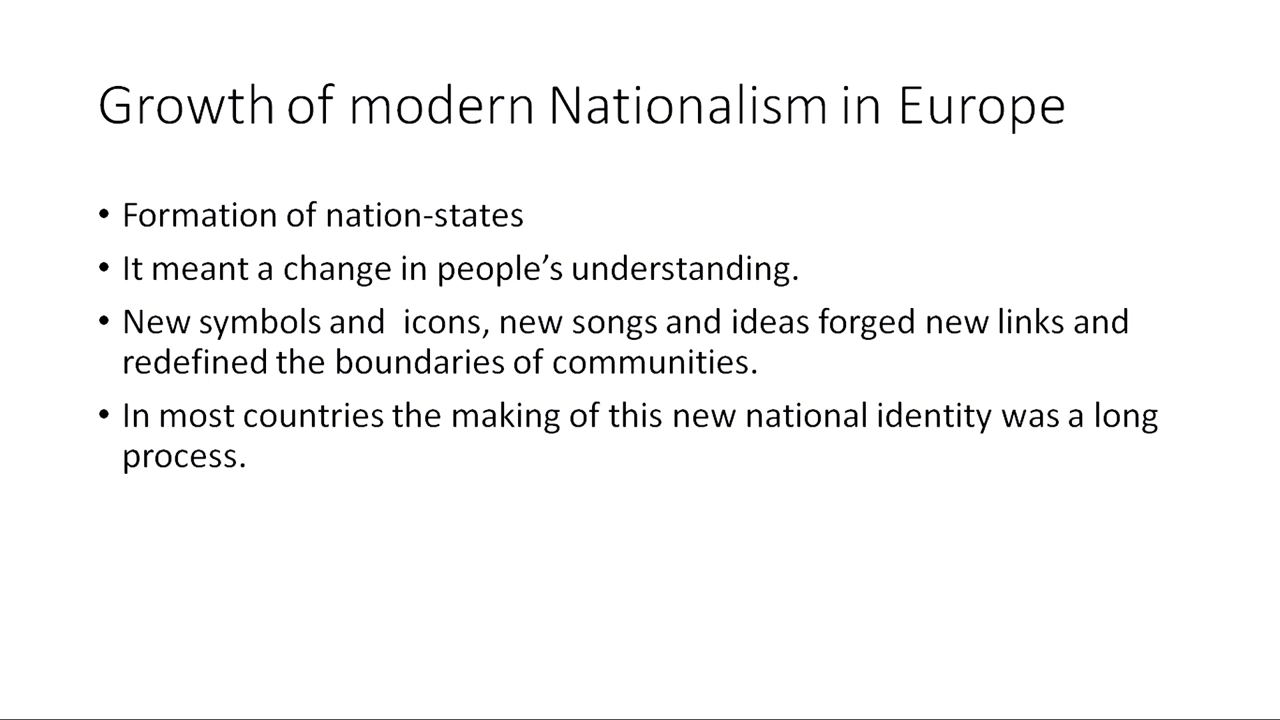 Growth of modern Nationalism in Europe
• Formation of nation-states
• It meant a change in people’s understanding.
• New symbols and  icons, new songs and ideas forged new links and
redefined the boundaries of communities.
• In most countries the making of this new national identity was a long
process.